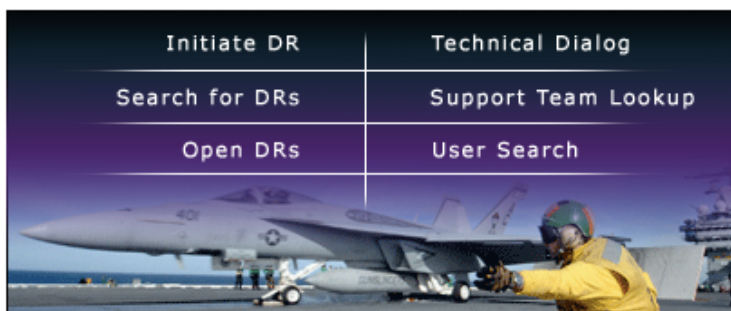 Initiate DR
Technical Dialog
Search for DRs
Support Team Lookup
Open DRs
User Search
401